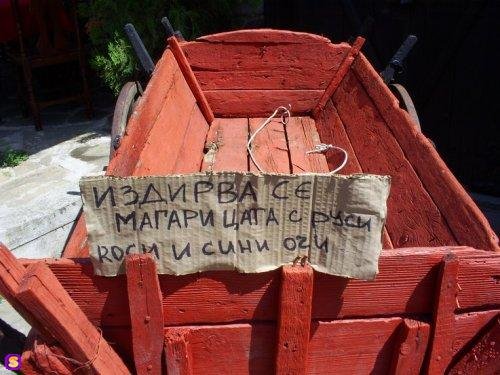 ИЗДИРВА СЕ
МАГАРИЦАТА С РУСИ
КОСИ И СИНИ ОЧИ
S